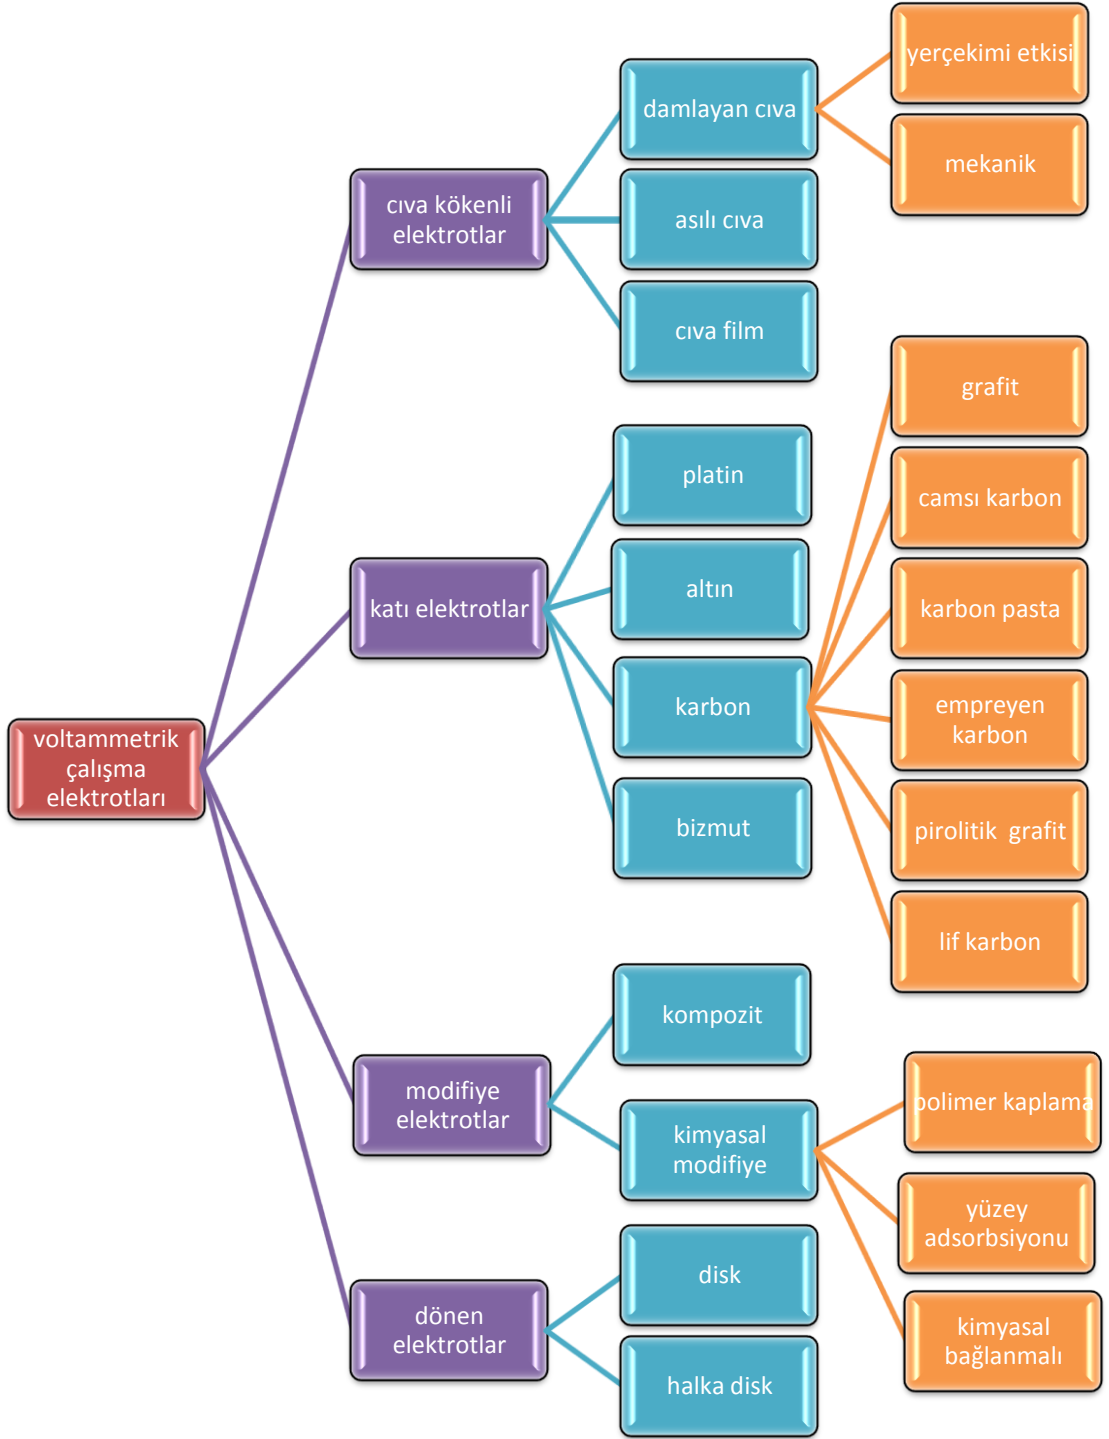 voltammetrik
çalışma
elektrotları
cıva kökenli
elektrotlar
damlayan cıva
yerçekimi etkisi
mekanik
asılı cıva
cıva film
katı elektrotlar
platin
altın
karbon
grafit
camsı karbon
karbon pasta
empreyen
karbon
pirolitik  grafit
lif karbon
bizmut
modifiye
elektrotlar
kompozit
kimyasal
modifiye
polimer kaplama
yüzey
adsorbsiyonu
kimyasal
bağlanmalı
dönen
elektrotlar
disk
halka disk